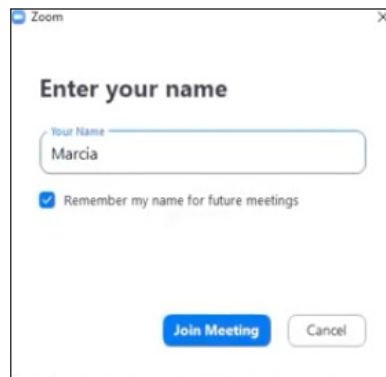 Zoom
Enter your name
Your Name
Marcia
Remember my name for future meetings
Join Meeting Cancel